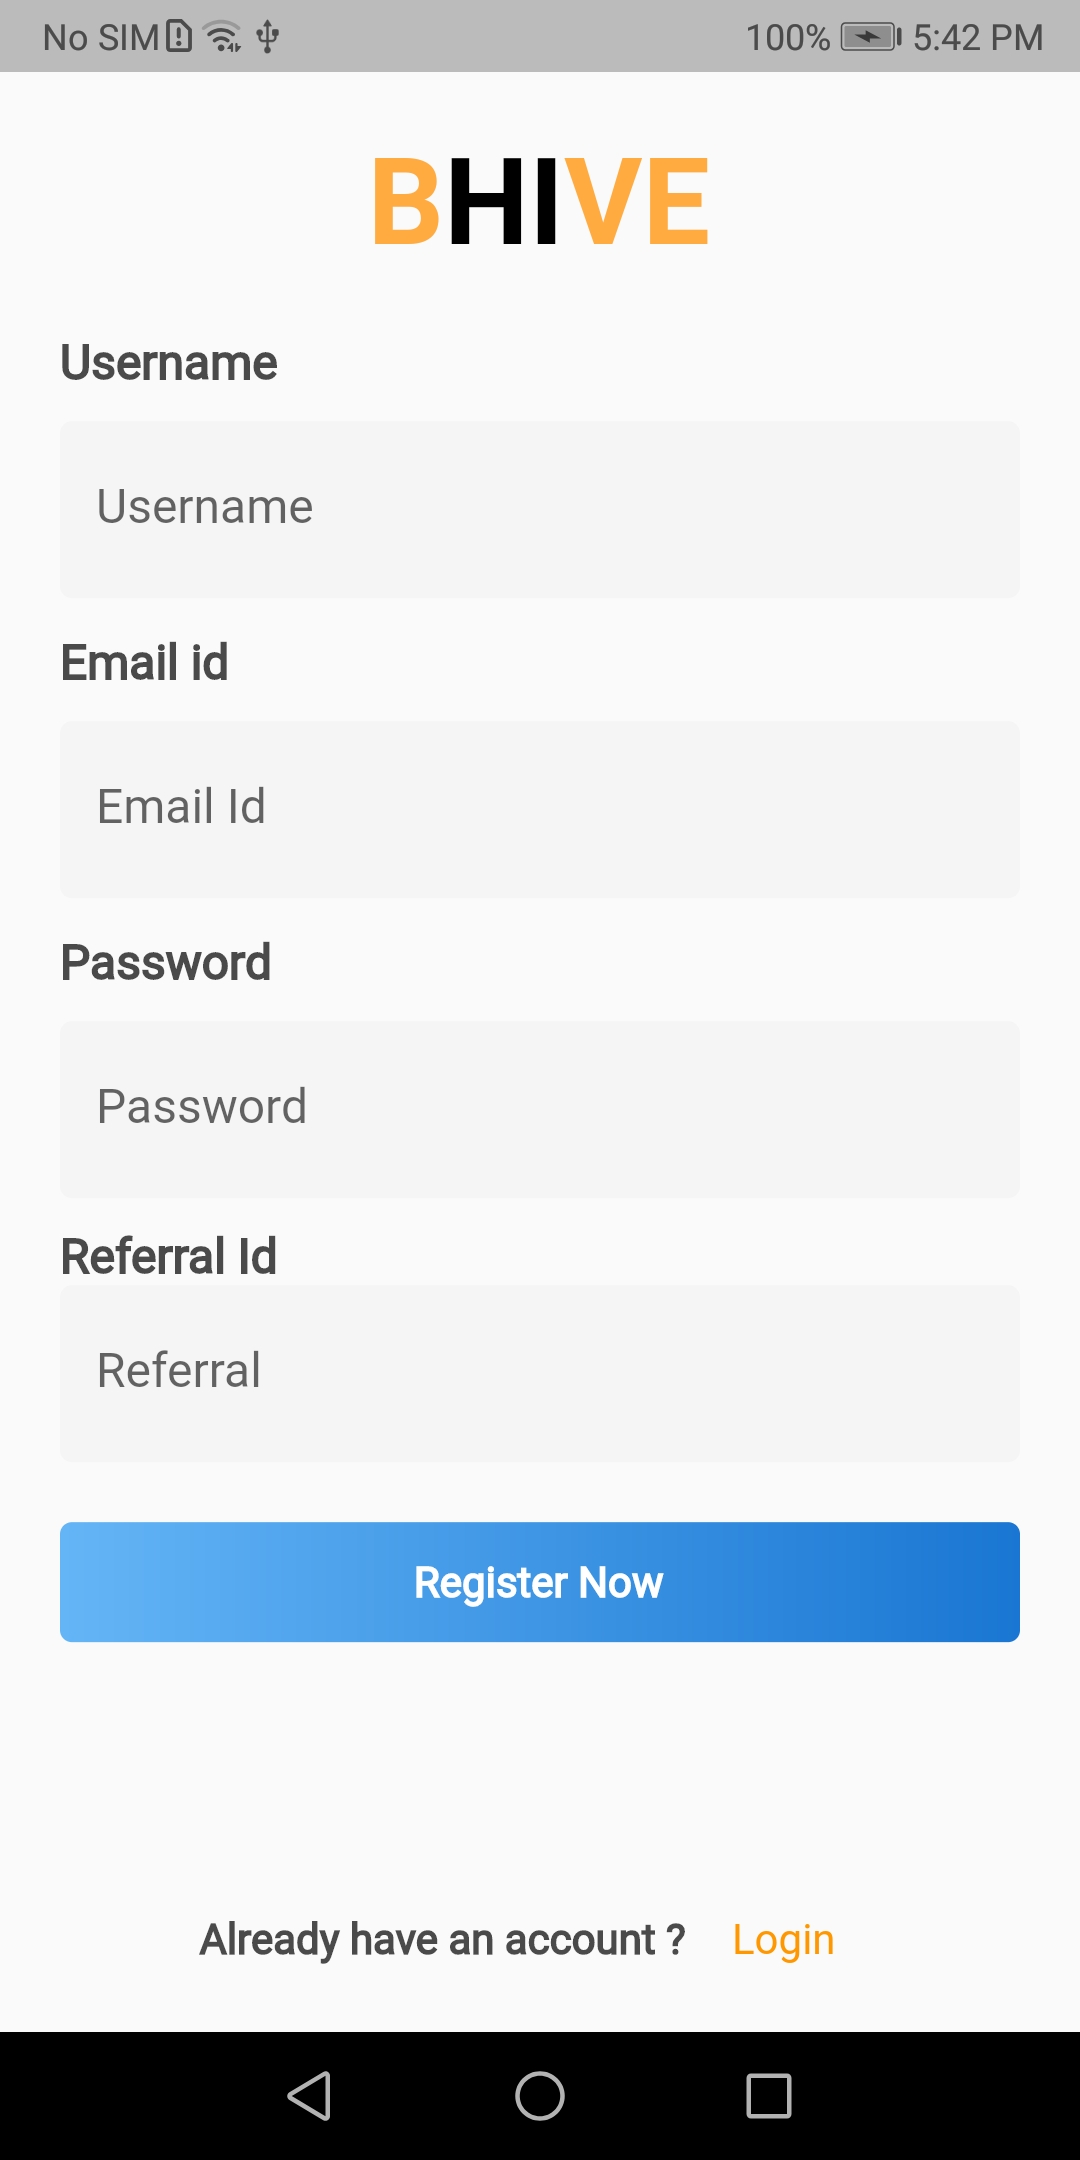 No SIM 100% 5:42 PM
BHIVE
Username
Username
Email id
Email Id
Password
Password
Referral Id
Referral
Register Now
Already have an account ? Login